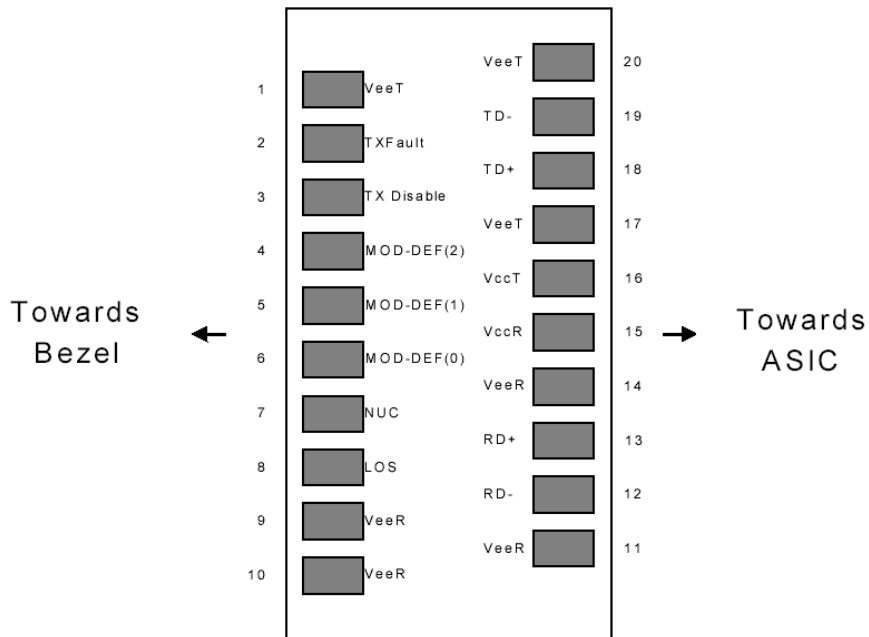 VeeT 20
1 VeeT
TD- 19
2 TXFault
TD+ 18
3 TX Disable
VeeT 17
4 MOD-DEF(2)
VccT 16
5 MOD-DEF(1)
Towards
Bezel
VccR 15
Towards
ASIC
6 MOD-DEF(0)
VeeR 14
7 NUC
RD+ 13
8 LOS
RD- 12
9 VeeR
VeeR 11
10 VeeR